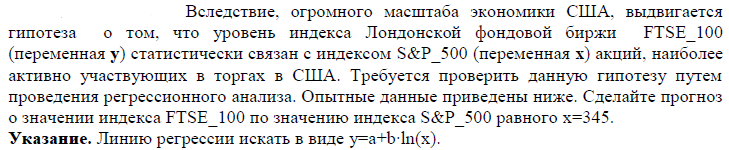 Вследствие, огромного масштаба экономики США, выдвигается
гипотеза о том, что уровень индекса Лондонской фондовой биржи FTSE_100
(переменная y) статистически связан с индексом S&P_500 (переменная x) акций, наиболее
активно участвующих в торгах в США. Требуется проверить данную гипотезу путем
проведения регрессионного анализа. Опытные данные приведены ниже. Сделайте прогноз
о значении индекса FTSE_100 по значению индекса S&P_500 равного x=345.
Указание. Линию регрессии искать в виде y=a+b·ln(x).